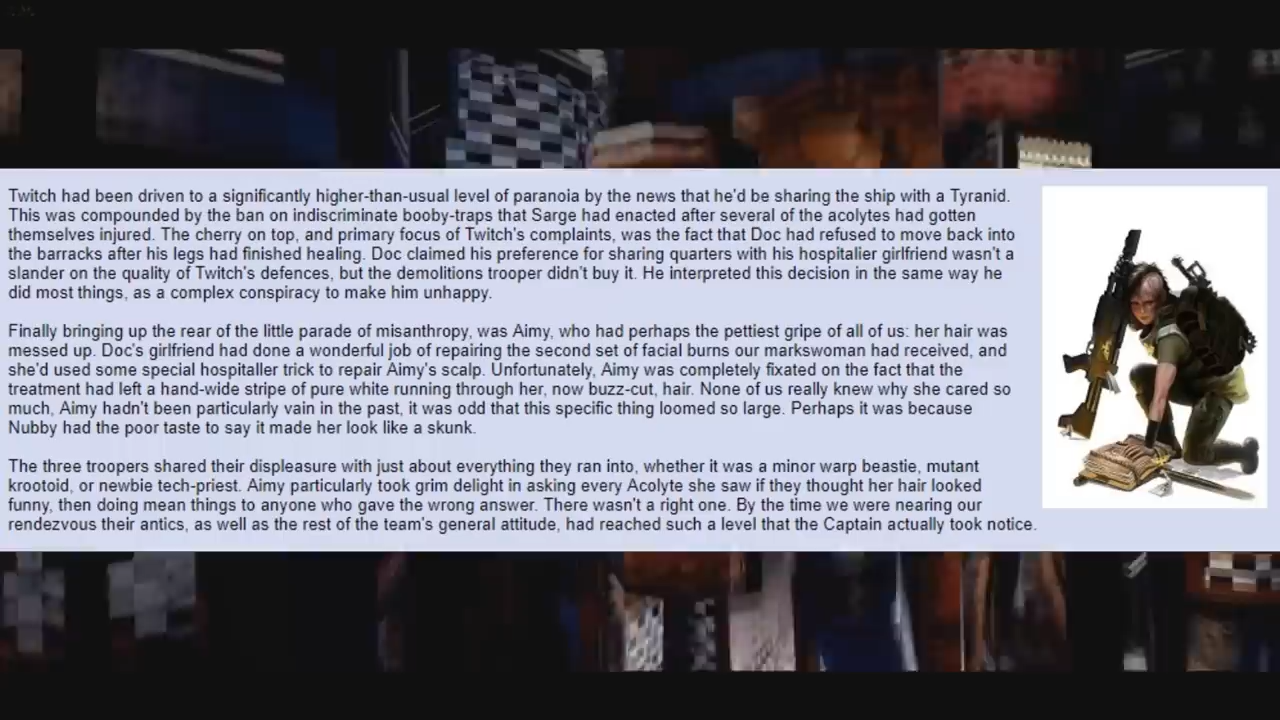 Twitch had been driven to a significantly higher-than-usual level of paranoia by the news that he'd be sharing the ship with a Tyranid.
This was compounded by the ban on indiscriminate booby-traps that Sarge had enacted after several of the acolytes had gotten
themselves injured. The cherry on top, and primary focus of Twitch's complaints, was the fact that Doc had refused to move back into
the barracks after his legs had finished healing. Doc claimed his preference for sharing quarters with his hospitalier girlfriend wasn't a
slander on the quality of Twitch's defences, but the demolitions trooper didn't buy it. He interpreted this decision in the same way he
did most things, as a complex conspiracy to make him unhappy.
Finally bringing up the rear of the little parade of misanthropy, was Aimy, who had perhaps the pettiest gripe of all of us: her hair was
messed up. Doc's girlfriend had done a wonderful job of repairing the second set of facial burns our markswoman had received, and
she'd used some special hospitaller trick to repair Aimy's scalp. Unfortunately, Aimy was completely fixated on the fact that the
treatment had left a hand-wide stripe of pure white running through her, now buzz-cut, hair. None of us really knew why she cared so
much, Aimy hadn't been particularly vain in the past, it was odd that this specific thing loomed so large. Perhaps it was because
Nubby had the poor taste to say it made her look like a skunk.
The three troopers shared their displeasure with just about everything they ran into, whether it was a minor warp beastie, mutant
krootoid, or newbie tech-priest. Aimy particularly took grim delight in asking every Acolyte she saw if they thought her hair looked
funny, then doing mean things to anyone who gave the wrong answer. There wasn't a right one. By the time we were nearing our
rendezvous their antics, as well as the rest of the team's general attitude, had reached such a level that the Captain actually took notice.